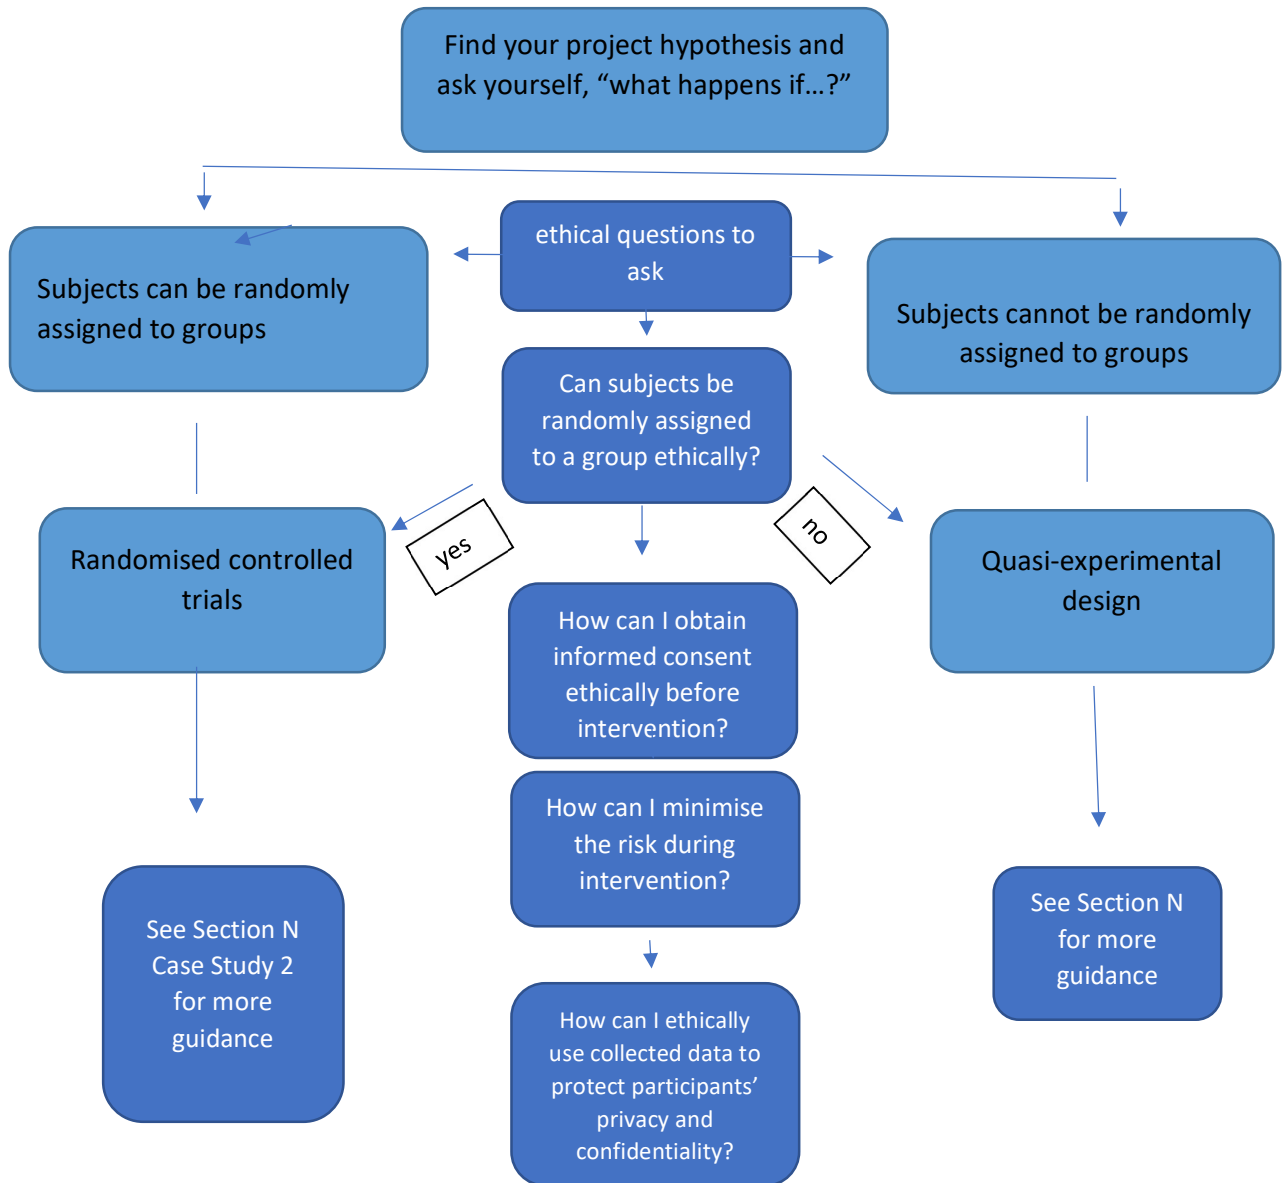 Find your project hypothesis and
ask yourself, “what happens if…?”
ethical questions to
ask
Subjects can be randomly
assigned to groups
Subjects cannot be randomly
assigned to groups
Can subjects be
randomly assigned
to a group ethically?
yes
no
Randomised controlled
trials
Quasi-experimental
design
How can I obtain
informed consent
ethically before
intervention?
How can I minimise
the risk during
intervention?
See Section N
Case Study 2
for more
guidance
See Section N
for more
guidance
How can I ethically
use collected data to
protect participants’
privacy and
confidentiality?